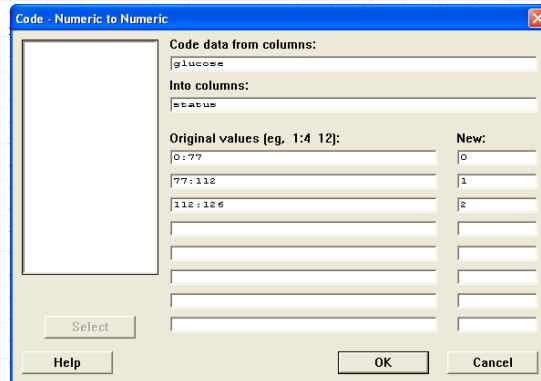 Code - Numeric to Numeric
Code data from columns:
glucose
Into columns:
status
Original values (eg, 1:4 12): New:
0:77 0
77:112 1
112:126 2
Select
Help OK Cancel